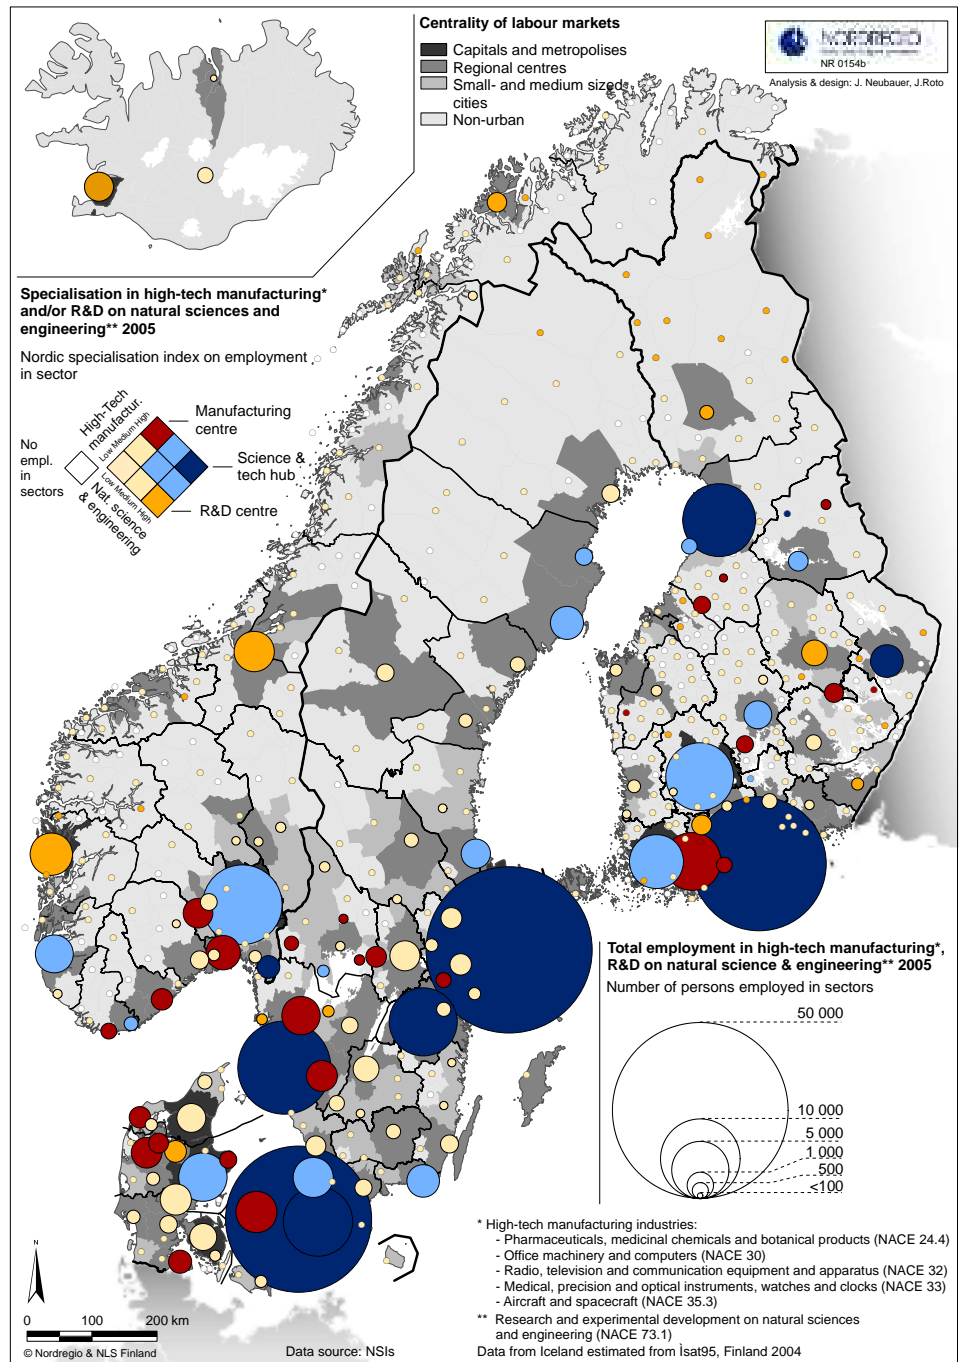 Centrality of labour markets
Capitals and metropolises
Regional centres
Small- and medium sized
cities
Non-urban
NORDREGIO
NR 0154b
Analysis & design: J. Neubauer, J.Roto
Specialisation in high-tech manufacturing*
and/or R&D on natural sciences and
engineering** 2005
Nordic specialisation index on employment
in sector
High-Tech
manufactur.
Low Medium High
No
empl.
in
sectors
Low Medium High
Nat. science
& engineering
Manufacturing
centre
Science &
tech hub
R&D centre
Total employment in high-tech manufacturing*,
R&D on natural science & engineering** 2005
Number of persons employed in sectors
50 000
10 000
5 000
1 000
500
<100
* High-tech manufacturing industries:
- Pharmaceuticals, medicinal chemicals and botanical products (NACE 24.4)
- Office machinery and computers (NACE 30)
- Radio, television and communication equipment and apparatus (NACE 32)
- Medical, precision and optical instruments, watches and clocks (NACE 33)
- Aircraft and spacecraft (NACE 35.3)
** Research and experimental development on natural sciences
and engineering (NACE 73.1)
Data from Iceland estimated from Ìsat95, Finland 2004
N
0 100 200 km
© Nordregio & NLS Finland
Data source: NSIs